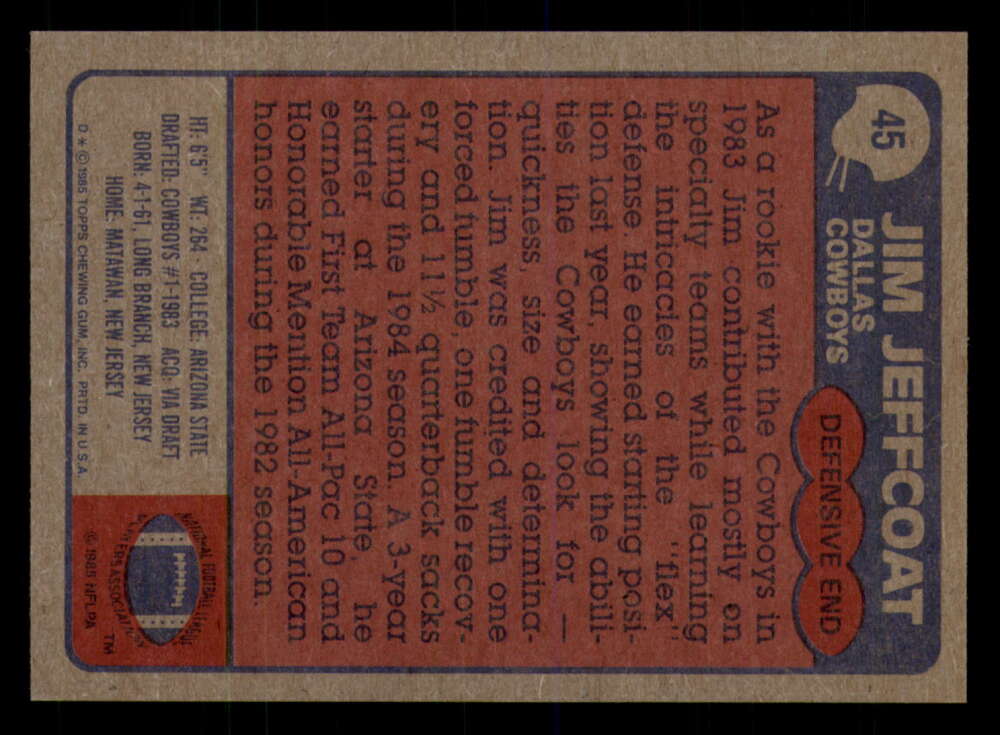 45
JIM JEFFCOAT
DALLAS
COWBOYS
DEFENSIVE END
As a rookie with the Cowboys in
1983 Jim contributed mostly on
specialty teams while learning
the intricacies of the "flex"
defense. He earned starting posi-
tion last year, showing the abili-
ties the Cowboys look for —
quickness, size and determina-
tion. Jim was credited with one
forced fumble, one fumble recov-
ery and 11½ quarterback sacks
during the 1984 season. A 3-year
starter at Arizona State, he
earned First Team All-Pac 10 and
Honorable Mention All-American
honors during the 1982 season.
HT: 6'5" WT: 264 COLLEGE: ARIZONA STATE
DRAFTED: COWBOYS #1-1983 ACQ: VIA DRAFT
BORN: 4-1-61, LONG BRANCH, NEW JERSEY
HOME: MATAWAN, NEW JERSEY
D * © 1985 TOPPS CHEWING GUM, INC. PRTD. IN U.S.A.
NATIONAL FOOTBALL LEAGUE
PLAYERS ASSOCIATION
TM
© 1985 NFLPA